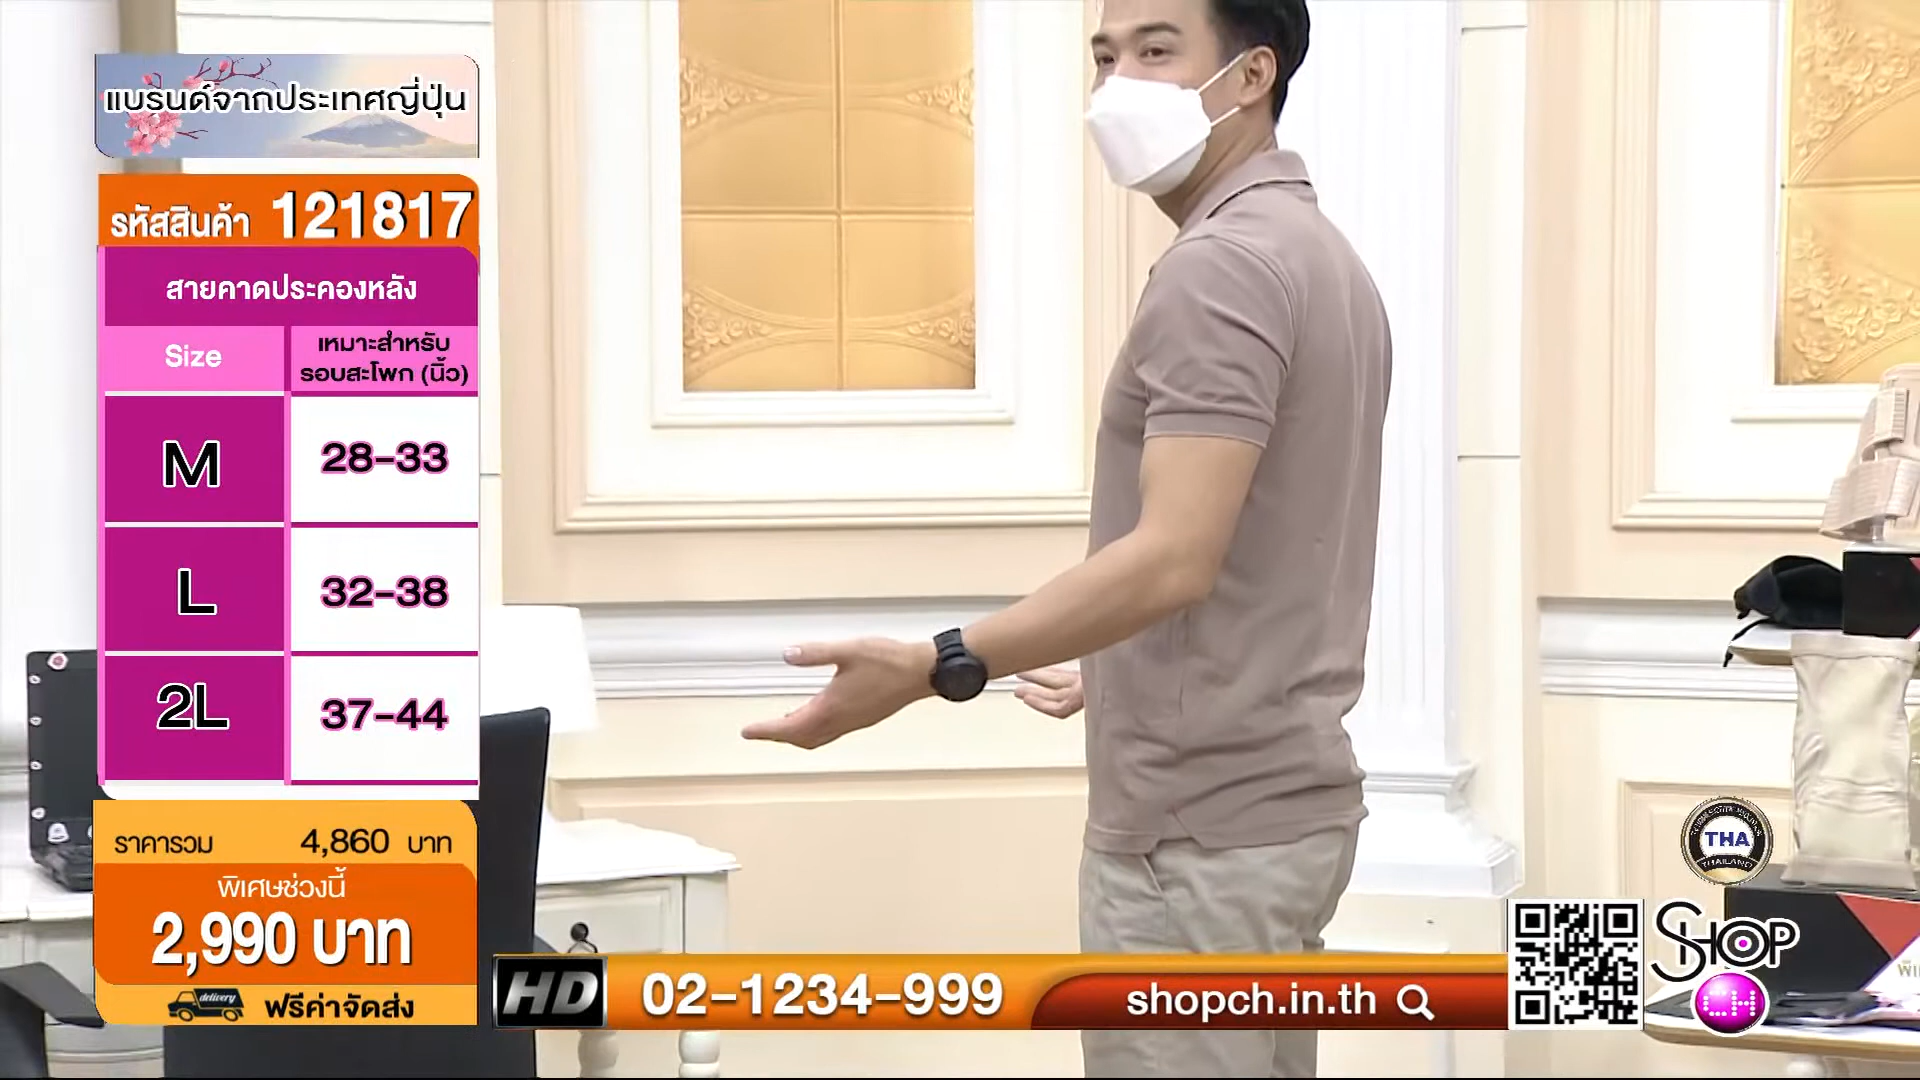 แบรนด์จากประเทศญี่ปุ่น
รหัสสินค้า 121817
สายคาดประคองหลัง
Size
เหมาะสำหรับ
รอบสะโพก (นิ้ว)
M 28-33
L 32-38
2L 37-44
ราคารวม 4,860 บาท
พิเศษช่วงนี้
2,990 บาท
delivery ฟรีค่าจัดส่ง
HD 02-1234-999
shopch.in.th
THA
THAILAND
SHOP
CH